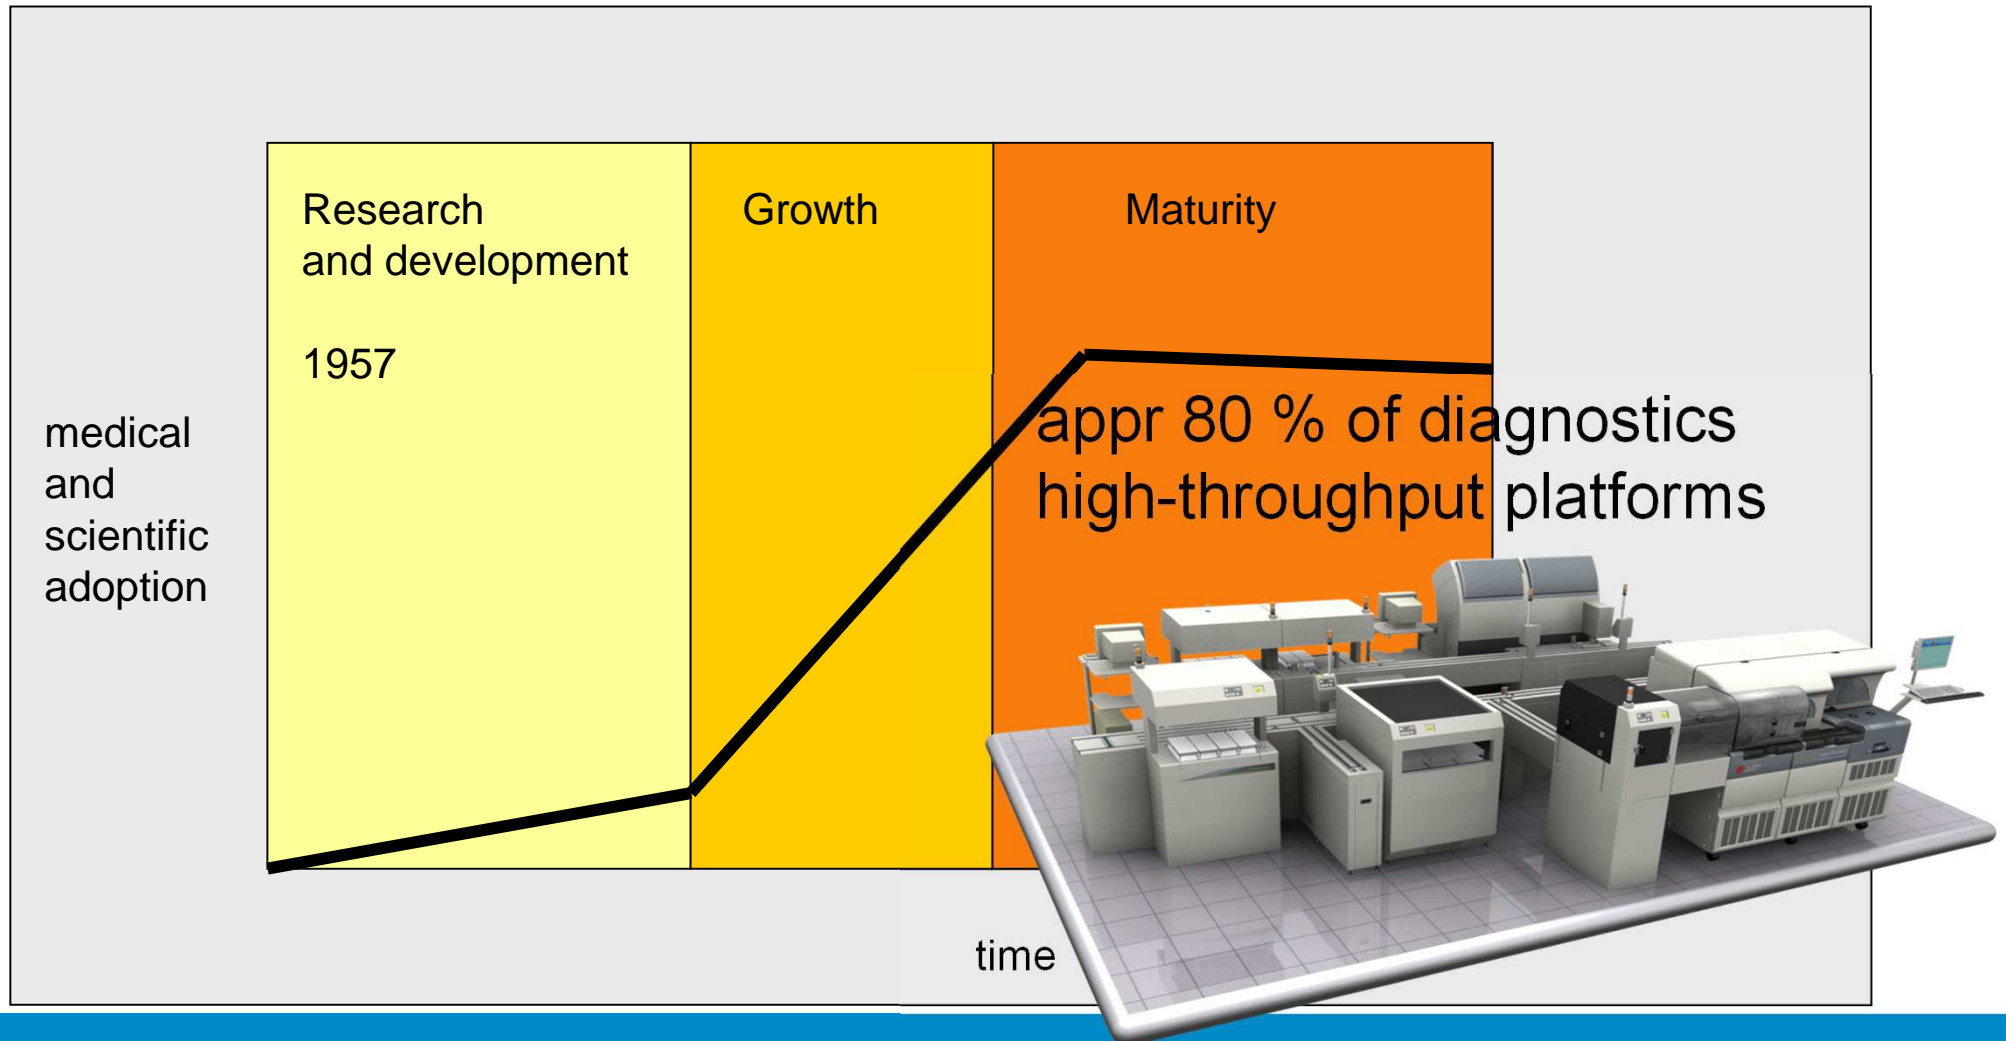 Research
and development
1957
Growth
Maturity
medical
and
scientific
adoption
appr 80 % of diagnostics
high-throughput platforms
time